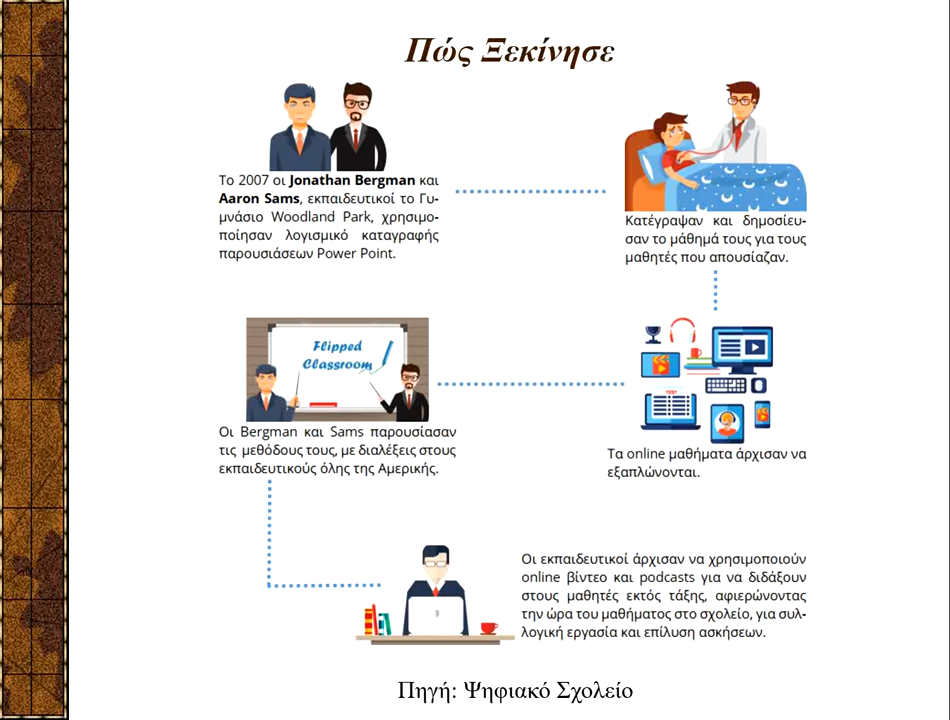 Πώς Ξεκίνησε
Το 2007 οι Jonathan Bergman και
Aaron Sams, εκπαιδευτικοί το Γυ-
μνάσιο Woodland Park, χρησιμο-
ποίησαν λογισμικό καταγραφής
παρουσιάσεων Power Point.
Κατέγραψαν και δημοσίευ-
σαν το μάθημά τους για τους
μαθητές που απουσίαζαν.
Τα online μαθήματα άρχισαν να
εξαπλώνονται.
Flipped
Classroom
Οι Bergman και Sams παρουσίασαν
τις μεθόδους τους, με διαλέξεις στους
εκπαιδευτικούς όλης της Αμερικής.
Οι εκπαιδευτικοί άρχισαν να χρησιμοποιούν
online βίντεο και podcasts για να διδάξουν
στους μαθητές εκτός τάξης, αφιερώνοντας
την ώρα του μαθήματος στο σχολείο, για συλ-
λογική εργασία και επίλυση ασκήσεων.
Πηγή: Ψηφιακό Σχολείο